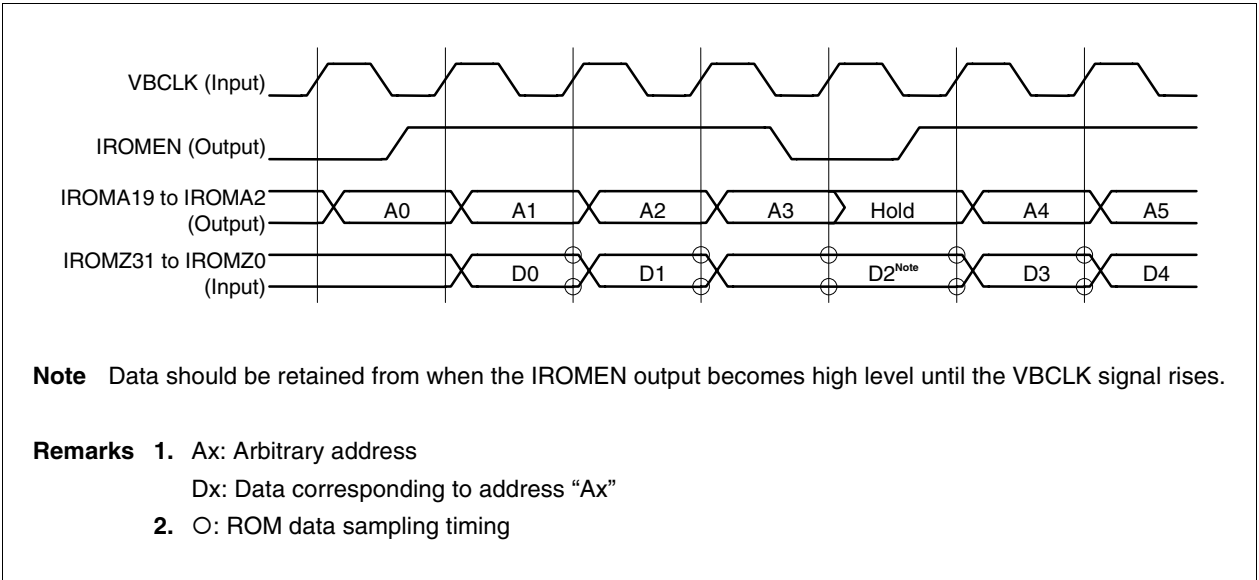 VBCLK (Input)
IROMEN (Output)
IROMA19 to IROMA2
(Output)
A0 A1 A2 A3 Hold A4 A5
IROMZ31 to IROMZ0
(Input)
D0 D1 D2Note D3 D4
Note Data should be retained from when the IROMEN output becomes high level until the VBCLK signal rises.
Remarks 1. Ax: Arbitrary address
Dx: Data corresponding to address “Ax”
2. ○: ROM data sampling timing